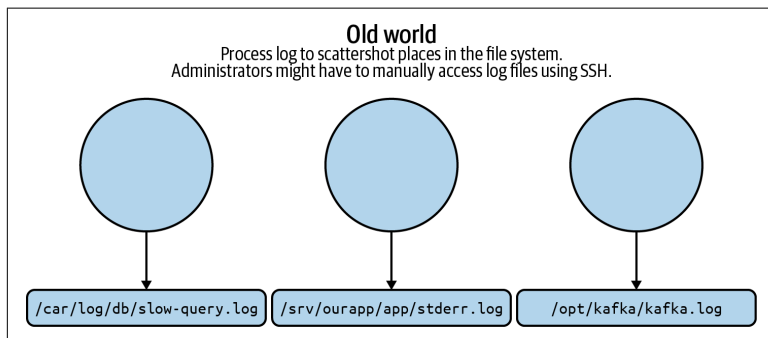 Old world
Process log to scattershot places in the file system.
Administrators might have to manually access log files using SSH.
/car/log/db/slow-query.log
/srv/ourapp/app/stderr.log
/opt/kafka/kafka.log